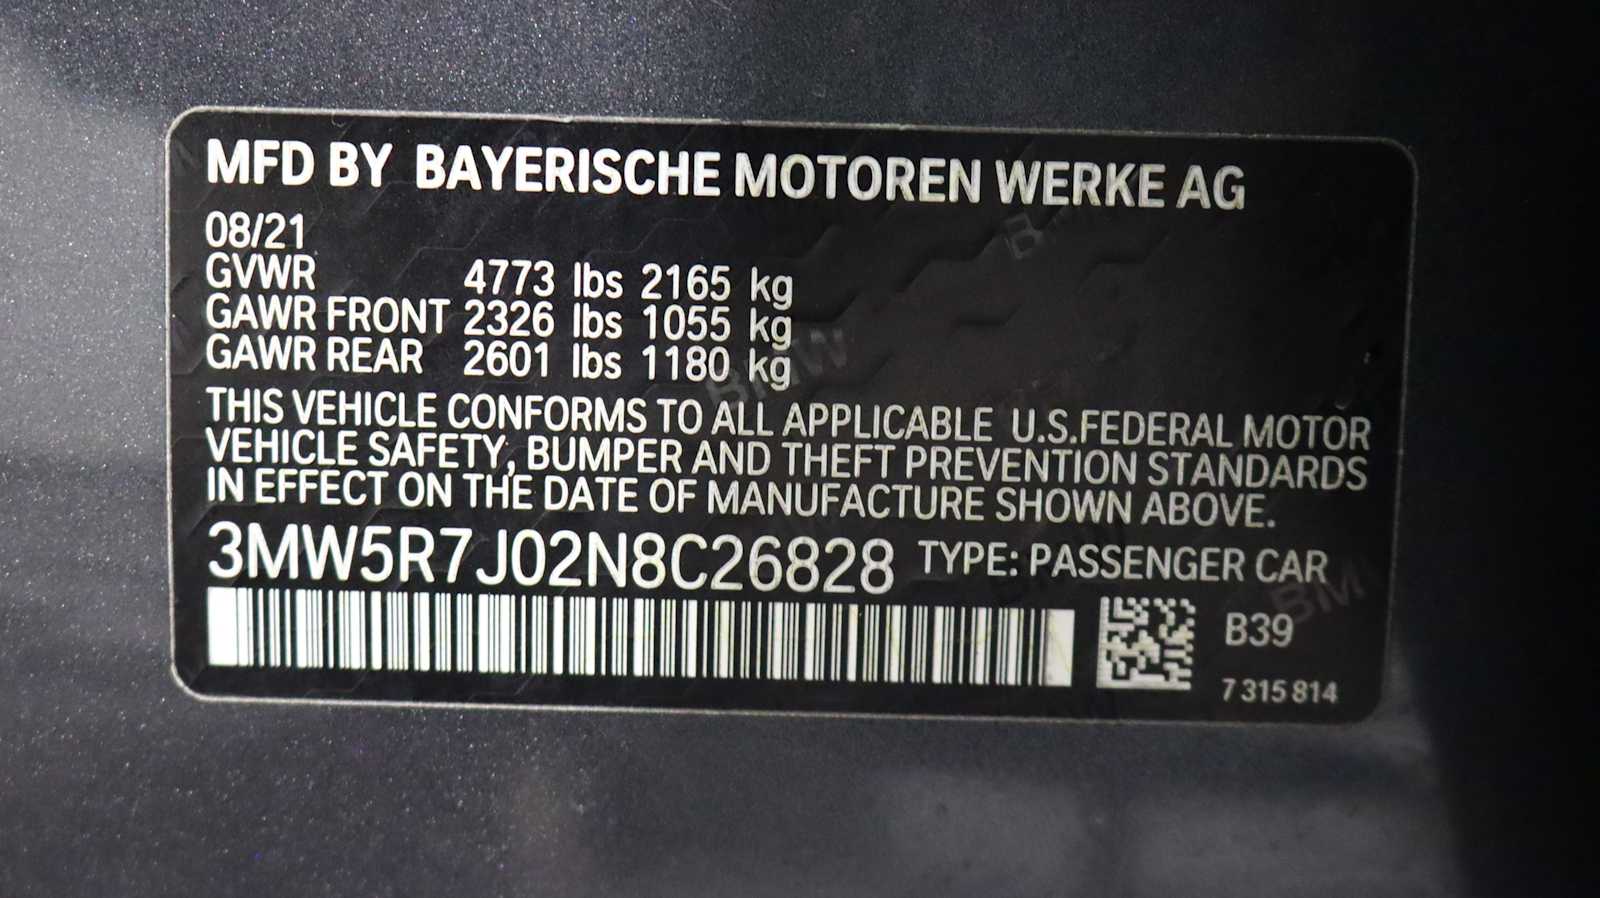 MFD BY BAYERISCHE MOTOREN WERKE AG
08/21
GVWR 4773 lbs 2165 kg
GAWR FRONT 2326 lbs 1055 kg
GAWR REAR 2601 lbs 1180 kg
THIS VEHICLE CONFORMS TO ALL APPLICABLE U.S.FEDERAL MOTOR
VEHICLE SAFETY, BUMPER AND THEFT PREVENTION STANDARDS
IN EFFECT ON THE DATE OF MANUFACTURE SHOWN ABOVE.
3MW5R7J02N8C26828 TYPE: PASSENGER CAR
B39
7 315 814
BMW
BMW
BMW